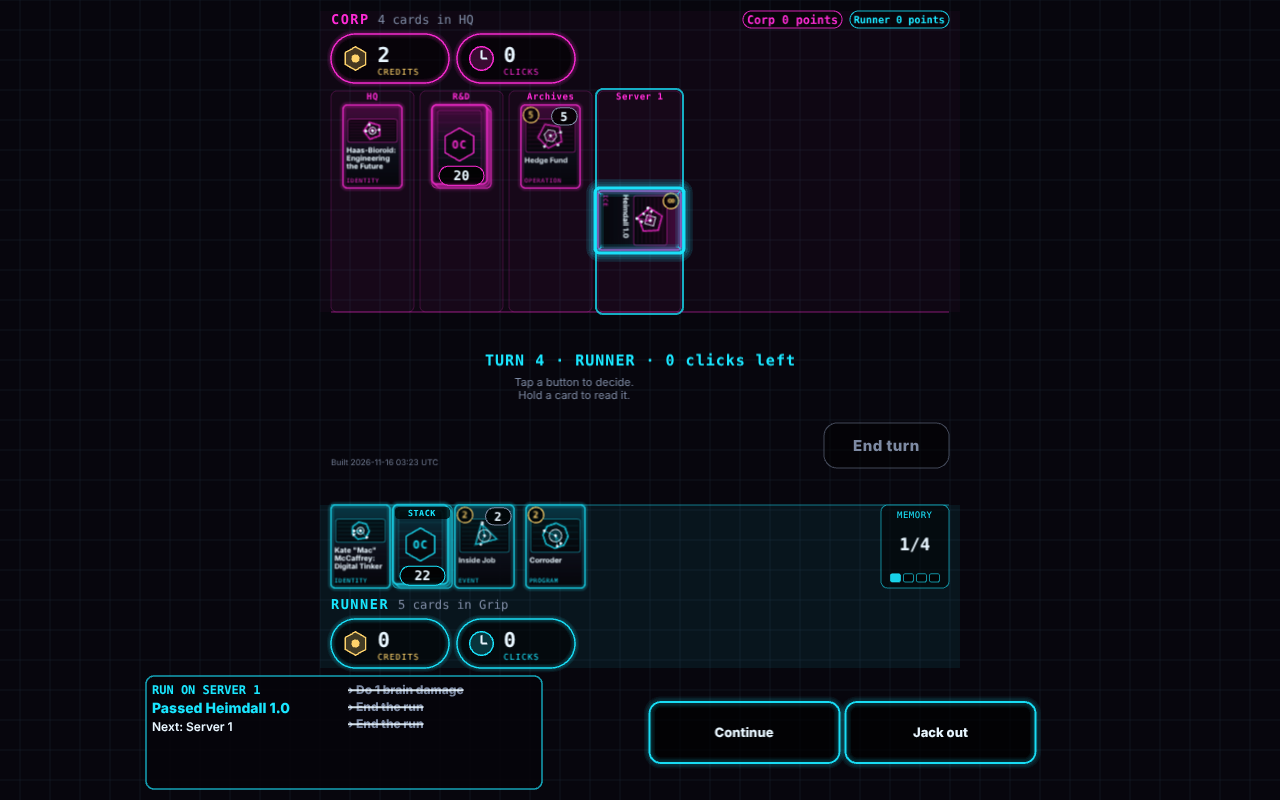 CORP 4 cards in HQ
Corp 0 points
Runner 0 points
2
CREDITS
0
CLICKS
HQ
R&D
Archives
Server 1
Haas-Bioroid:
Engineering
the Future
IDENTITY
OC
20
5
5
Hedge Fund
OPERATION
Heimdall 1.0
ICE
8
TURN 4 · RUNNER · 0 clicks left
Tap a button to decide.
Hold a card to read it.
End turn
Built 2026-11-16 03:23 UTC
Kate "Mac"
McCaffrey:
Digital Tinker
IDENTITY
STACK
OC
22
2
2
Inside Job
EVENT
2
Corroder
PROGRAM
MEMORY
1/4
RUNNER 5 cards in Grip
0
CREDITS
0
CLICKS
RUN ON SERVER 1
Passed Heimdall 1.0
Next: Server 1
› Do 1 brain damage
› End the run
› End the run
Continue
Jack out